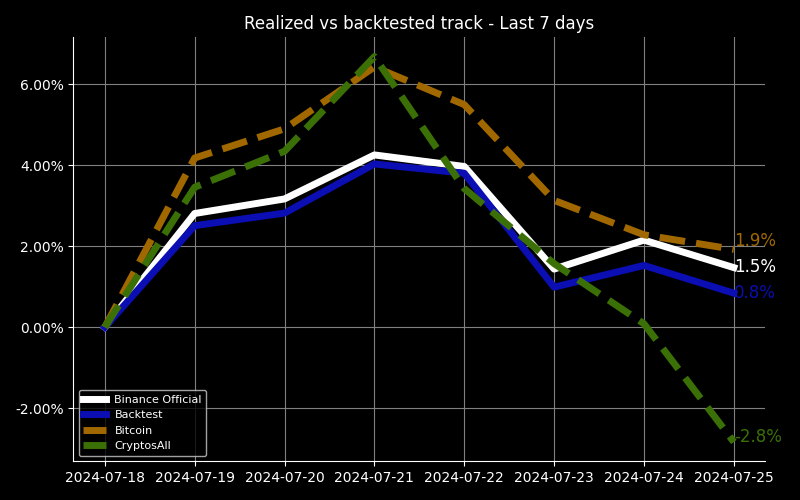 Realized vs backtested track - Last 7 days
6.00%
4.00%
2.00%
0.00%
-2.00%
1.9%
1.5%
0.8%
-2.8%
Binance Official
Backtest
Bitcoin
CryptosAll
2024-07-18 2024-07-19 2024-07-20 2024-07-21 2024-07-22 2024-07-23 2024-07-24 2024-07-25